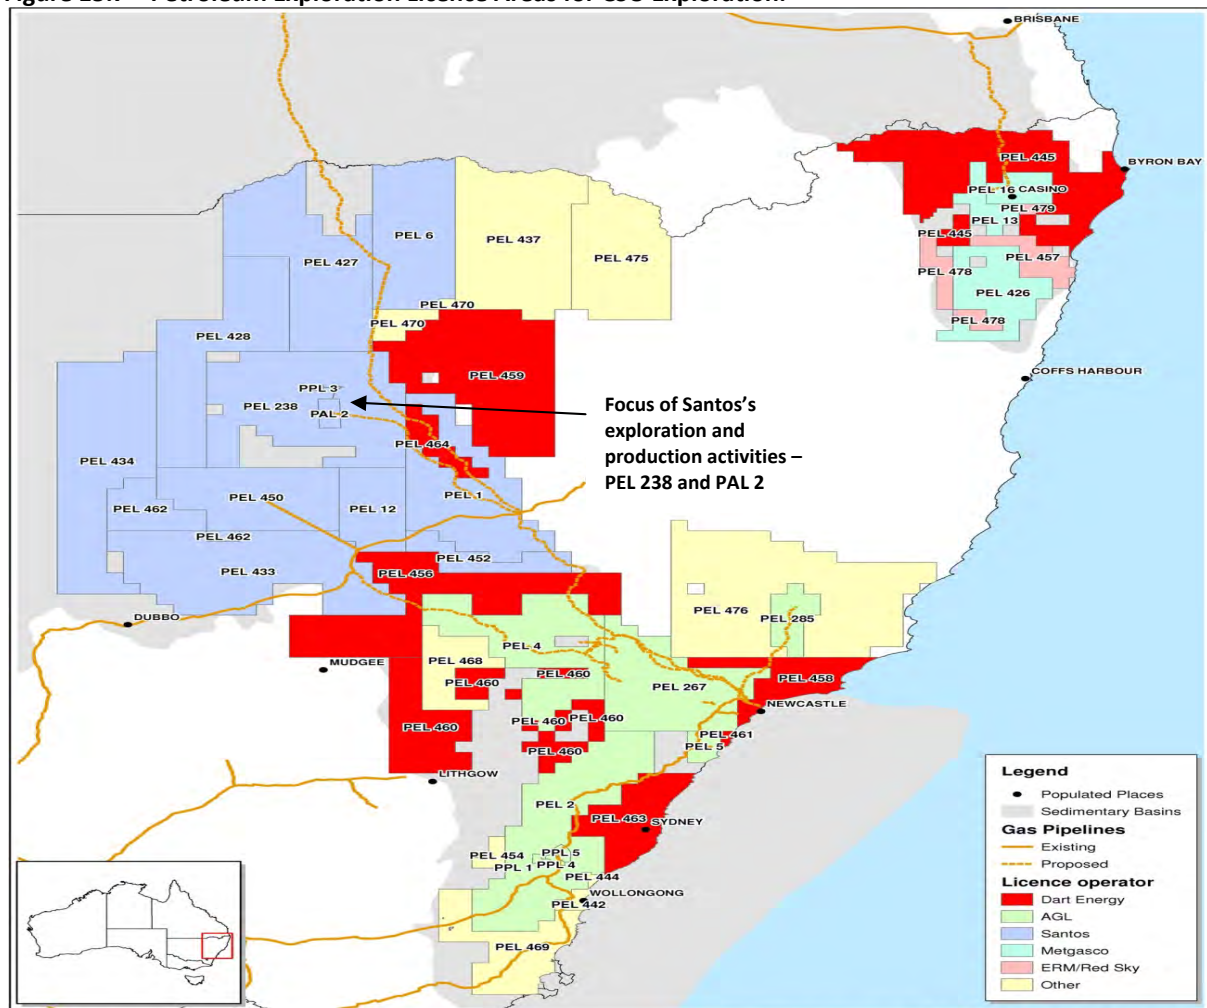 Petroleum Exploration Licence Areas for CSG Exploration.
BRISBANE
PEL 445
BYRON BAY
PEL 16
CASINO
PEL 479
PEL 13
PEL 445
PEL 457
PEL 478
PEL 426
PEL 478
COFFS HARBOUR
PEL 6
PEL 437
PEL 475
PEL 427
PEL 470
PEL 470
PEL 428
PEL 459
PPL 3
PEL 238
PAL 2
Focus of Santos’s
exploration and
production activities –
PEL 238 and PAL 2
PEL 464
PEL 434
PEL 450
PEL 1
PEL 462
PEL 12
PEL 462
PEL 452
PEL 433
PEL 456
DUBBO
PEL 476
PEL 285
PEL 4
MUDGEE
PEL 468
PEL 460
PEL 460
PEL 267
PEL 458
NEWCASTLE
PEL 460
PEL 460
PEL 460
PEL 460
PEL 461
PEL 5
LITHGOW
PEL 2
PEL 463
SYDNEY
PEL 454
PPL 5
PPL 1
PPL 4
PEL 444
WOLLONGONG
PEL 442
PEL 469
Legend
Populated Places
Sedimentary Basins
Gas Pipelines
Existing
Proposed
Licence operator
Dart Energy
AGL
Santos
Metgasco
ERM/Red Sky
Other